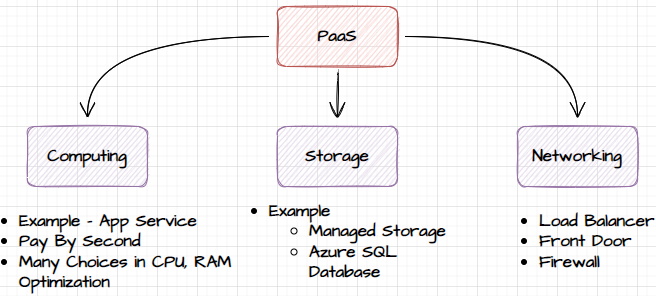 PaaS
Computing
Storage
Networking
Example - App Service
Pay By Second
Many Choices in CPU, RAM
Optimization
Example
Managed Storage
Azure SQL
Database
Load Balancer
Front Door
Firewall